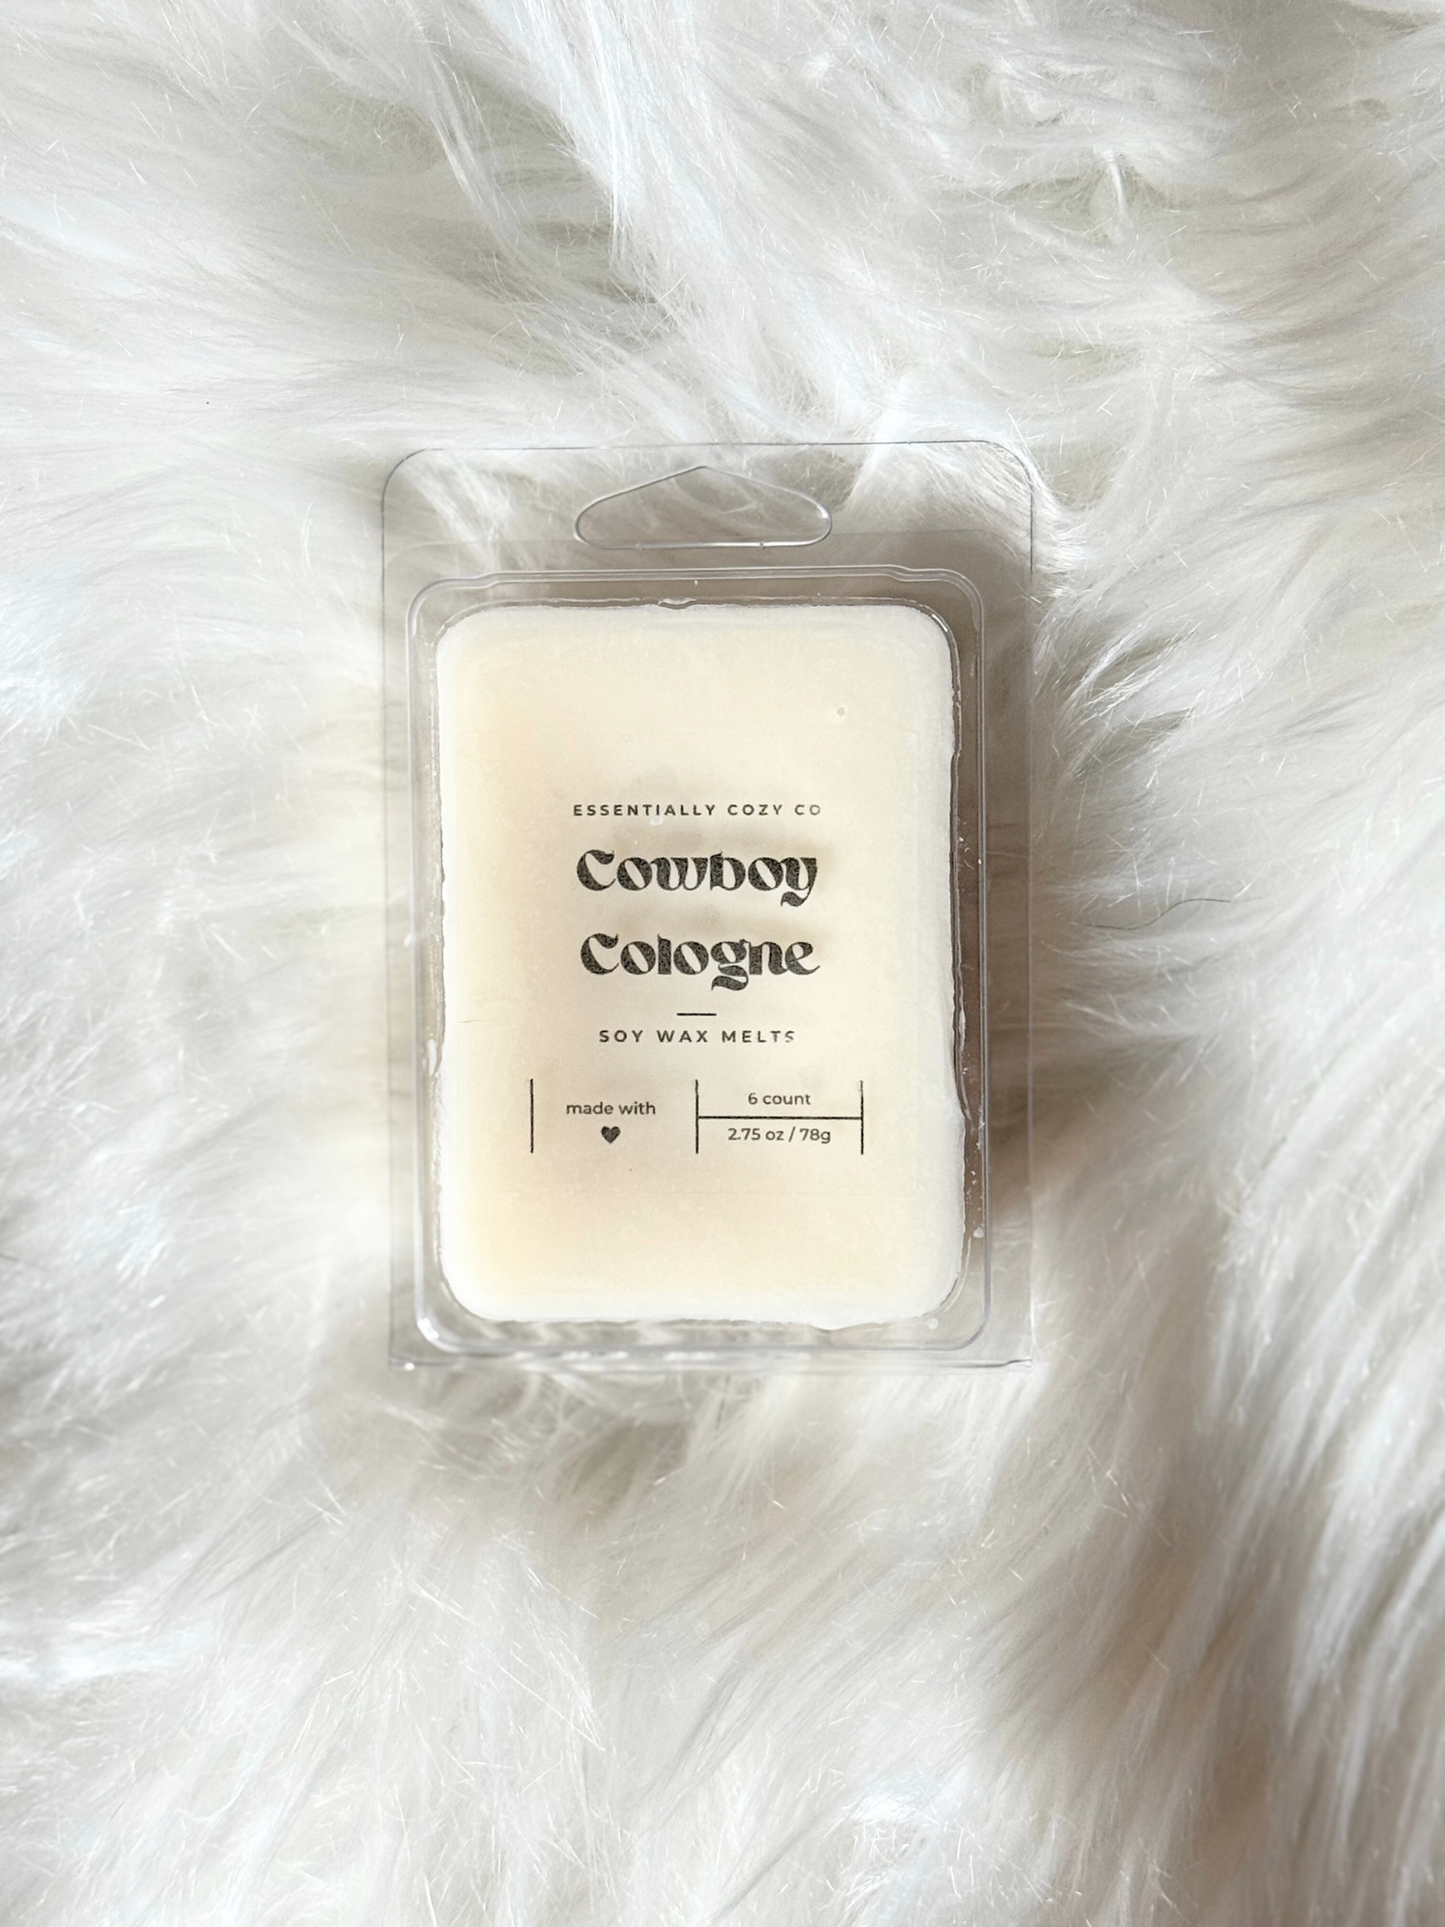 ESSENTIALLY COZY CO
Cowboy
Cologne
SOY WAX MELTS
made with
♥
6 count
2.75 oz / 78g